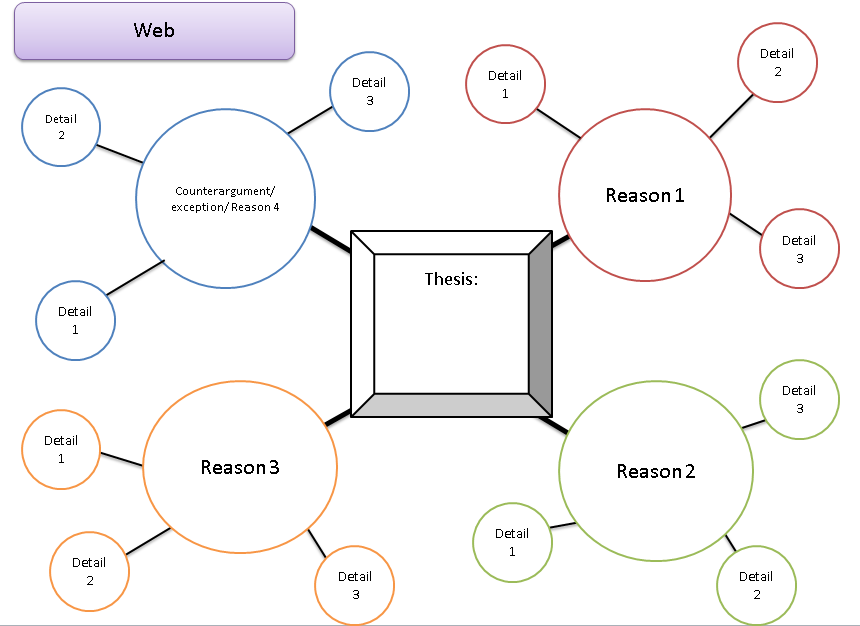 Web
Detail
2
Detail
3
Counterargument/
exception/ Reason 4
Detail
1
Detail
1
Detail
2
Reason 1
Detail
3
Thesis:
Reason 3
Detail
1
Detail
2
Detail
3
Reason 2
Detail
3
Detail
1
Detail
2